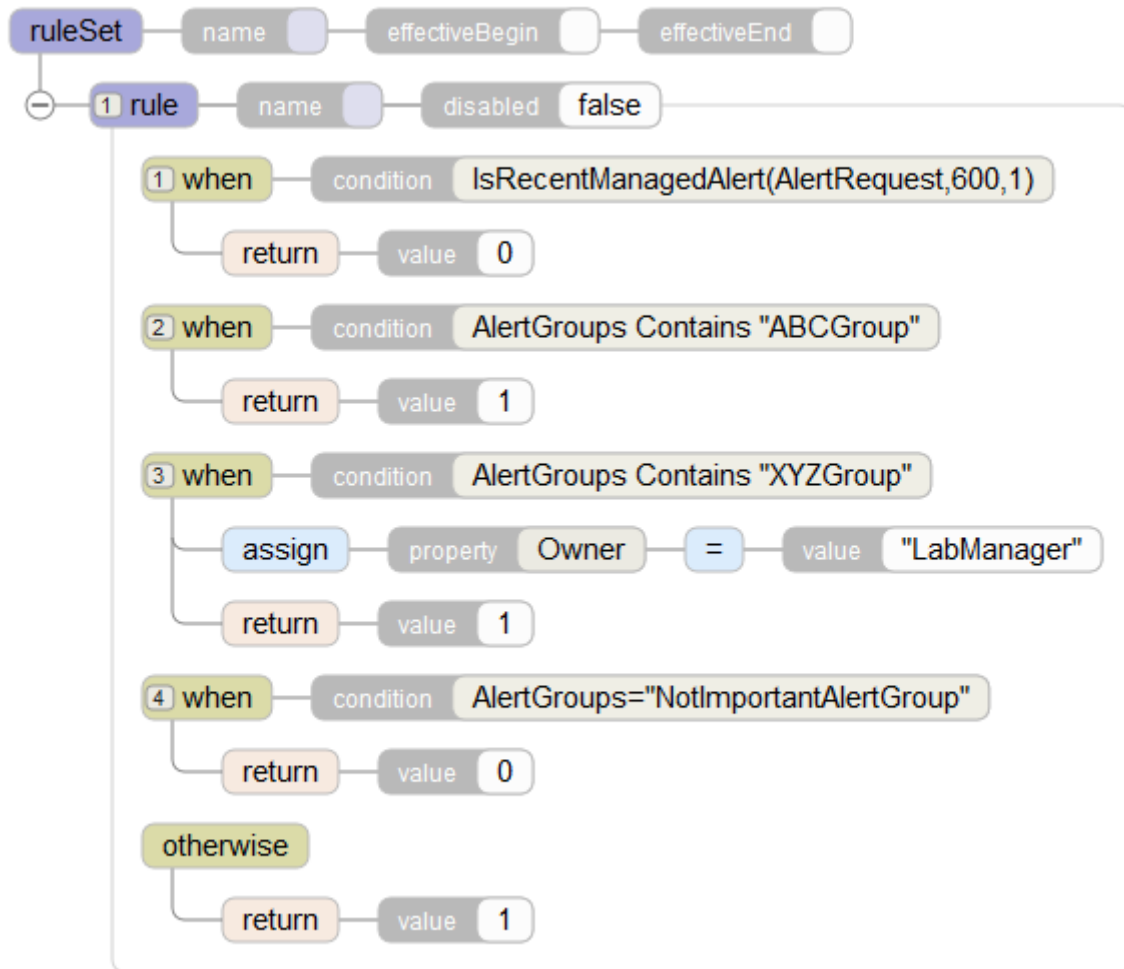 ruleSet name effectiveBegin effectiveEnd
1 rule name disabled false
1 when condition IsRecentManagedAlert(AlertRequest,600,1)
return value 0
2 when condition AlertGroups Contains "ABCGroup"
return value 1
3 when condition AlertGroups Contains "XYZGroup"
assign property Owner = value "LabManager"
return value 1
4 when condition AlertGroups="NotImportantAlertGroup"
return value 0
otherwise
return value 1